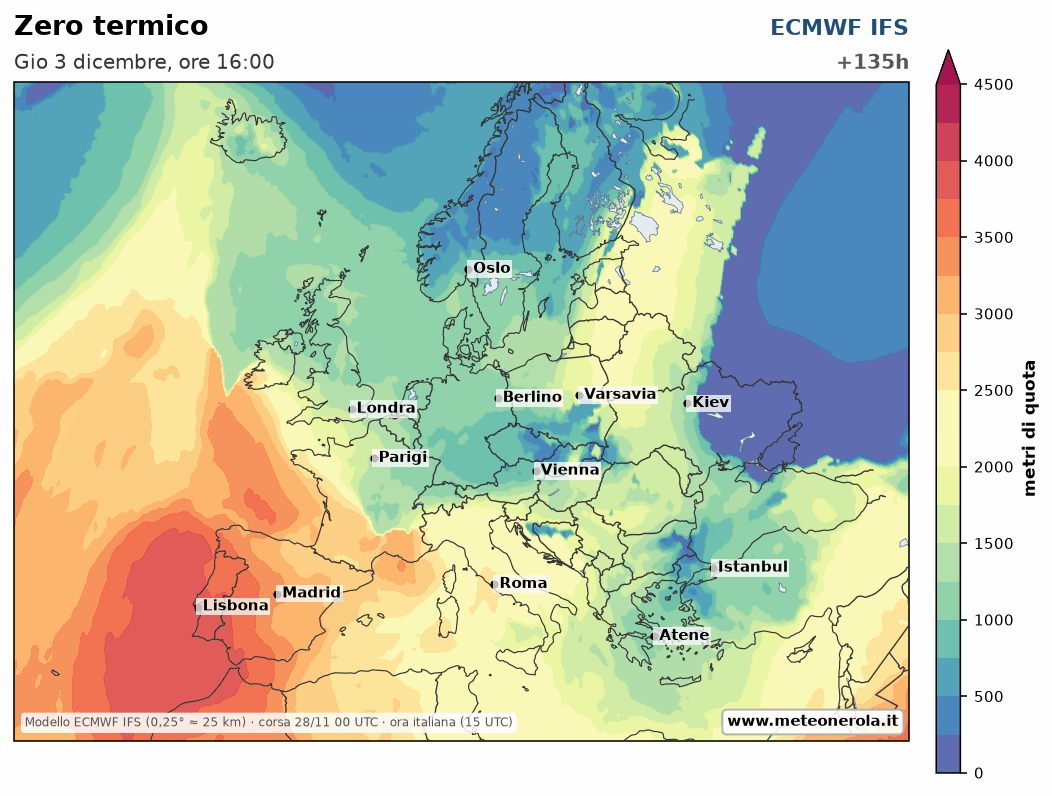 Zero termico
ECMWF IFS
Gio 3 dicembre, ore 16:00
+135h
4500
4000
3500
3000
2500
2000
1500
1000
500
0
metri di quota
Oslo
Berlino
Varsavia
Kiev
Londra
Parigi
Vienna
Istanbul
Roma
Madrid
Lisbona
Atene
Modello ECMWF IFS (0,25° ≈ 25 km) · corsa 28/11 00 UTC · ora italiana (15 UTC)
www.meteonerola.it